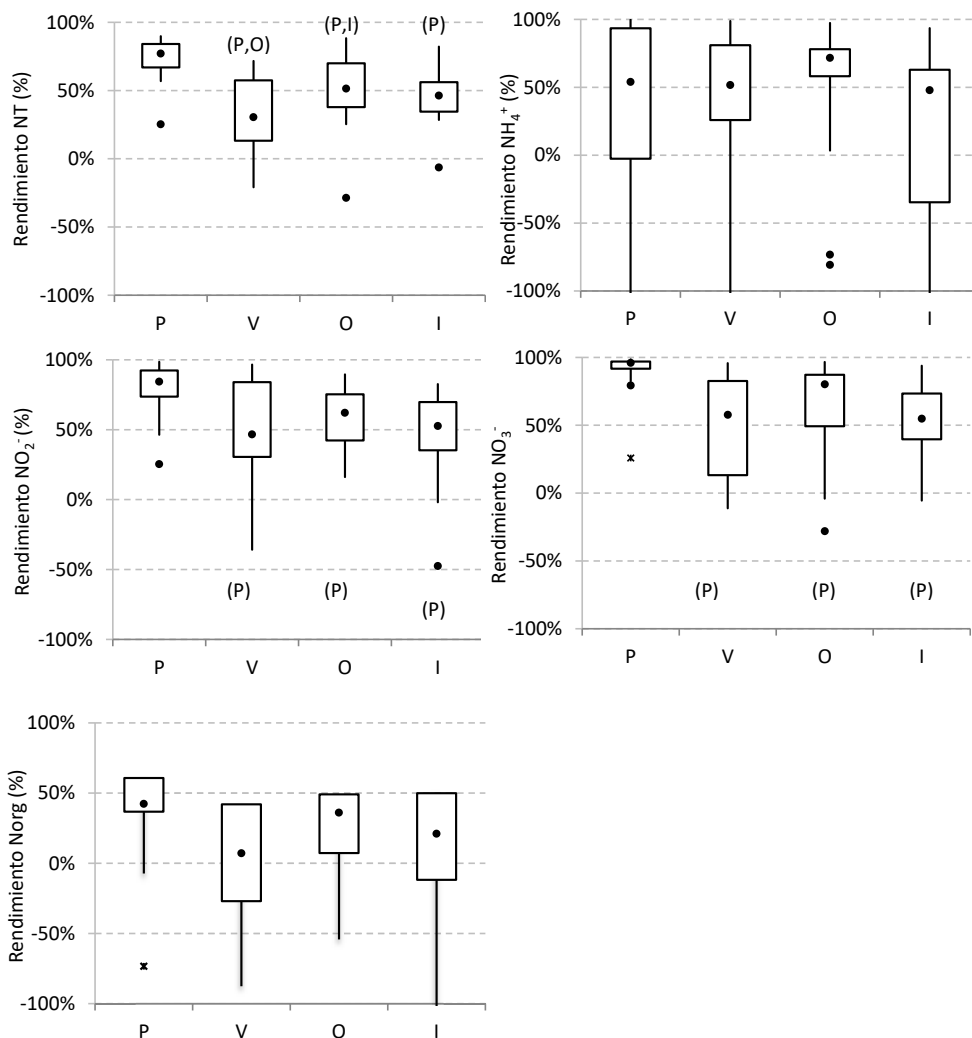 Rendimiento NT (%)
100%
50%
0%
-50%
-100%
(P,O)
(P,I)
(P)
P V O I
Rendimiento NH₄⁺ (%)
100%
50%
0%
-50%
-100%
P V O I
Rendimiento NO₂⁻ (%)
100%
50%
0%
-50%
-100%
(P)
(P)
(P)
P V O I
Rendimiento NO₃⁻
100%
50%
0%
-50%
-100%
(P)
(P)
(P)
P V O I
Rendimiento Norg (%)
100%
50%
0%
-50%
-100%
P V O I